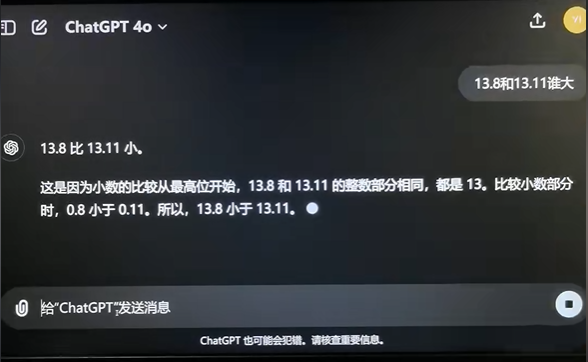 ChatGPT 4o
13.8和13.11谁大
13.8 比 13.11 小。
这是因为小数的比较从最高位开始，13.8 和 13.11 的整数部分相同，都是 13。比较小数部分
时，0.8 小于 0.11。所以，13.8 小于 13.11。
给“ChatGPT”发送消息
ChatGPT 也可能会犯错。请核查重要信息。